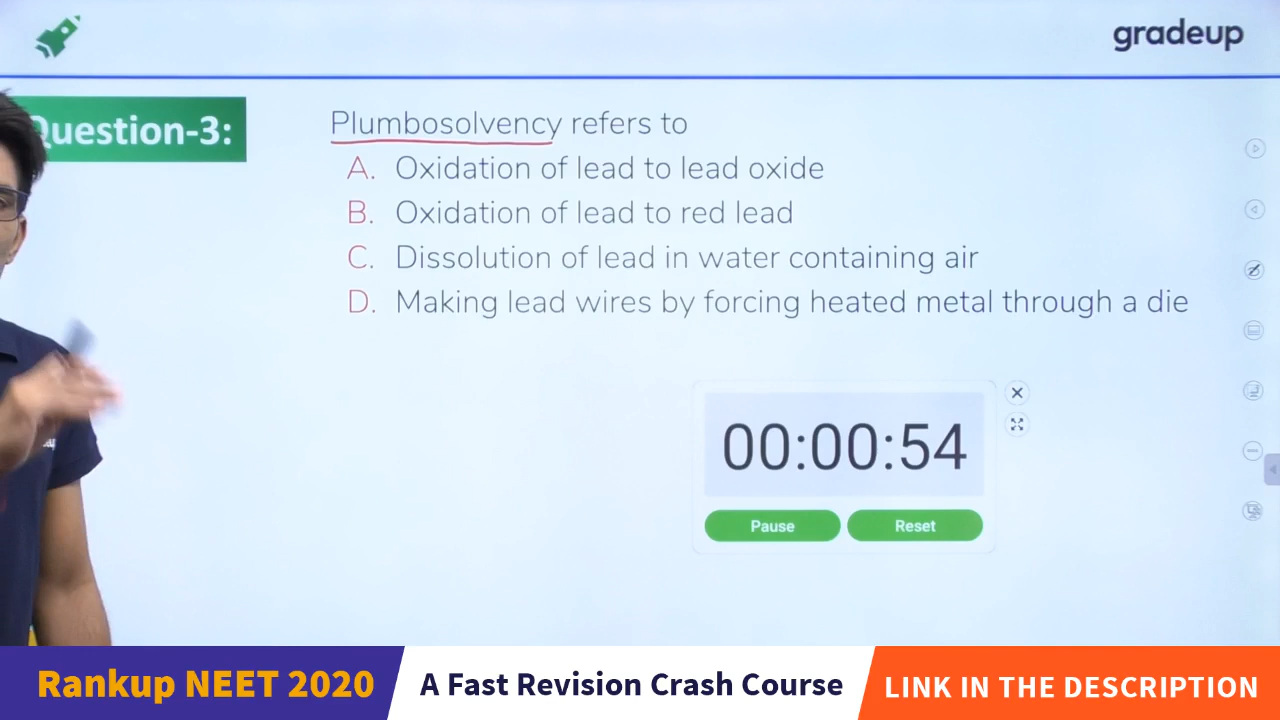 gradeup
Question-3:
Plumbosolvency refers to
A. Oxidation of lead to lead oxide
B. Oxidation of lead to red lead
C. Dissolution of lead in water containing air
D. Making lead wires by forcing heated metal through a die
00:00:54
Pause Reset
Rankup NEET 2020
A Fast Revision Crash Course
LINK IN THE DESCRIPTION